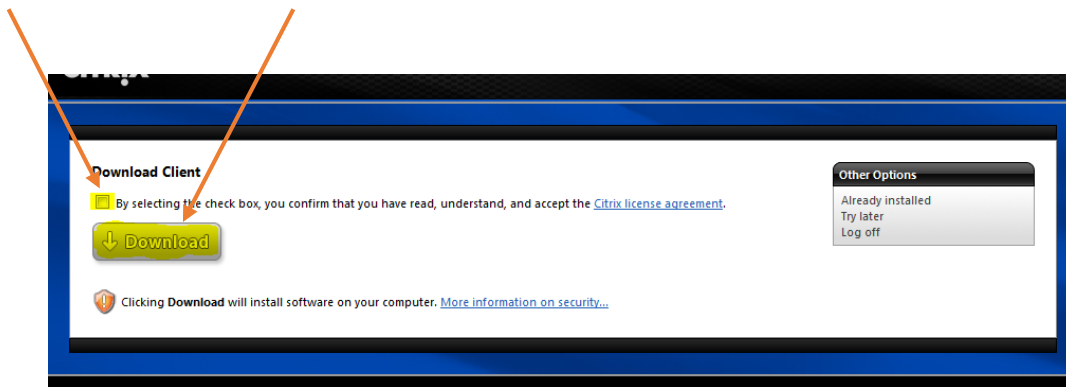 Download Client
By selecting the check box, you confirm that you have read, understand, and accept the Citrix license agreement.
Download
Clicking Download will install software on your computer. More information on security...
Other Options
Already installed
Try later
Log off